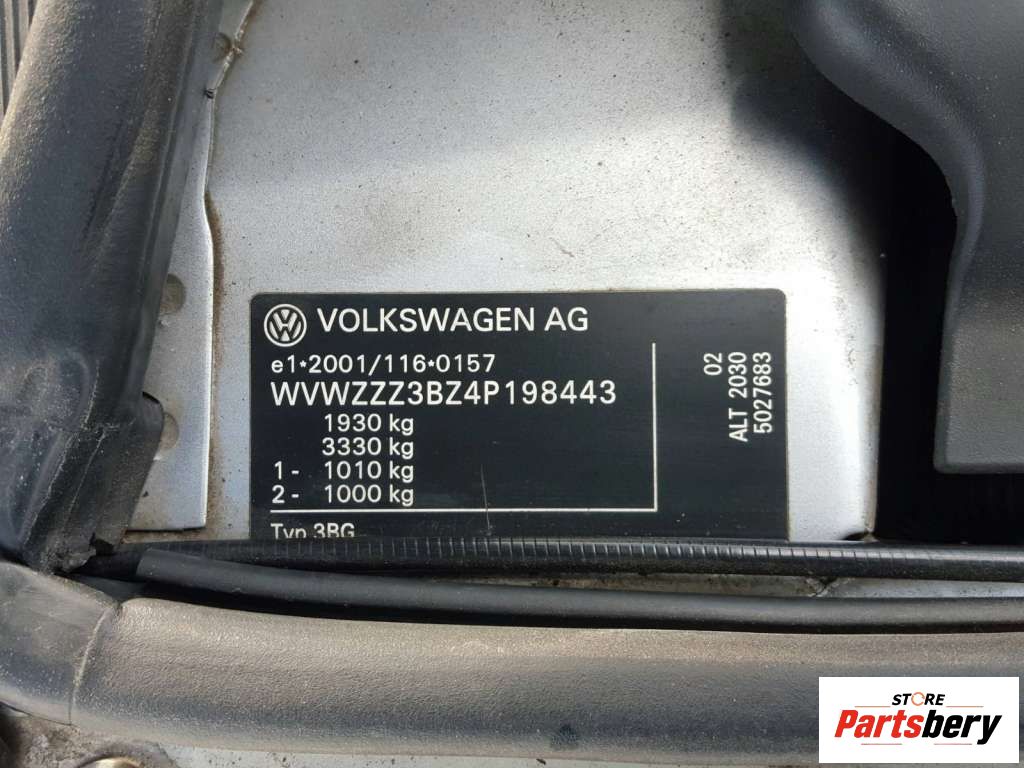 VOLKSWAGEN AG
e1*2001/116*0157
WVWZZZ3BZ4P198443
1930 kg
3330 kg
1- 1010 kg
2- 1000 kg
Typ 3BG
02
ALT 2030
5027683
STORE
Partsbery